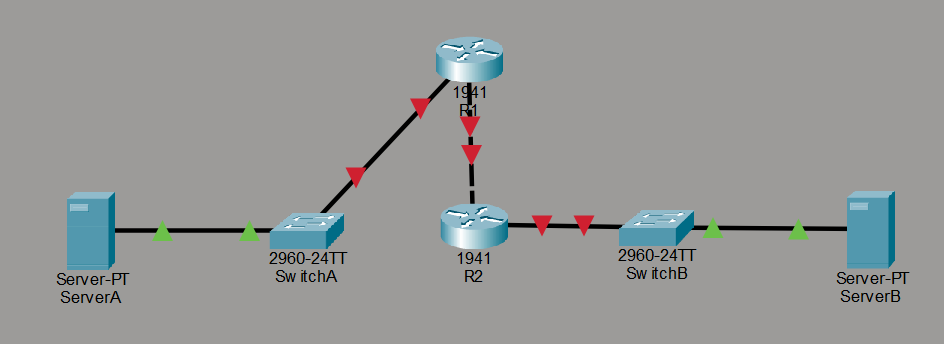 1941
R1
Server-PT
ServerA
2960-24TT
SwitchA
1941
R2
2960-24TT
SwitchB
Server-PT
ServerB